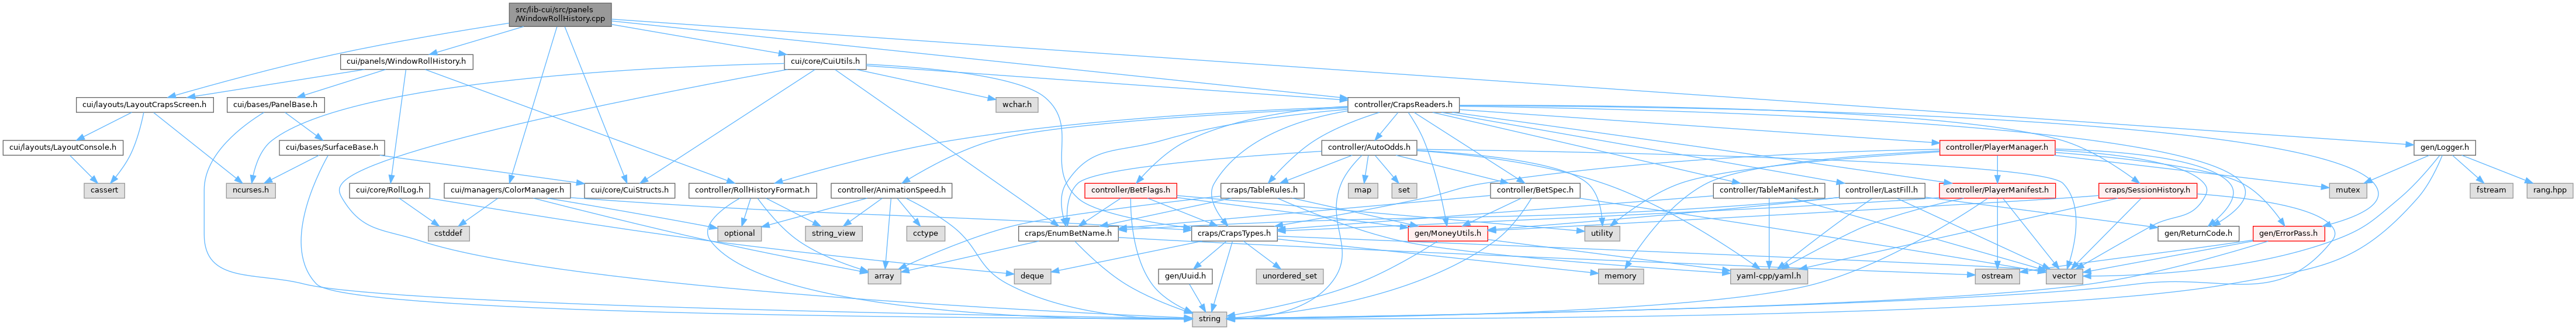 src/lib-cui/src/panels
/WindowRollHistory.cpp
cui/panels/WindowRollHistory.h
cui/core/CuiUtils.h
cui/layouts/LayoutCrapsScreen.h
cui/bases/PanelBase.h
wchar.h
controller/CrapsReaders.h
cui/layouts/LayoutConsole.h
cui/bases/SurfaceBase.h
controller/AutoOdds.h
controller/PlayerManager.h
gen/Logger.h
cassert
ncurses.h
cui/core/RollLog.h
cui/managers/ColorManager.h
cui/core/CuiStructs.h
controller/RollHistoryFormat.h
controller/AnimationSpeed.h
controller/BetFlags.h
craps/TableRules.h
map
set
controller/BetSpec.h
controller/TableManifest.h
controller/LastFill.h
controller/PlayerManifest.h
craps/SessionHistory.h
mutex
fstream
rang.hpp
cstddef
optional
string_view
cctype
craps/EnumBetName.h
craps/CrapsTypes.h
gen/MoneyUtils.h
utility
gen/ReturnCode.h
gen/ErrorPass.h
array
deque
gen/Uuid.h
unordered_set
memory
yaml-cpp/yaml.h
ostream
vector
string